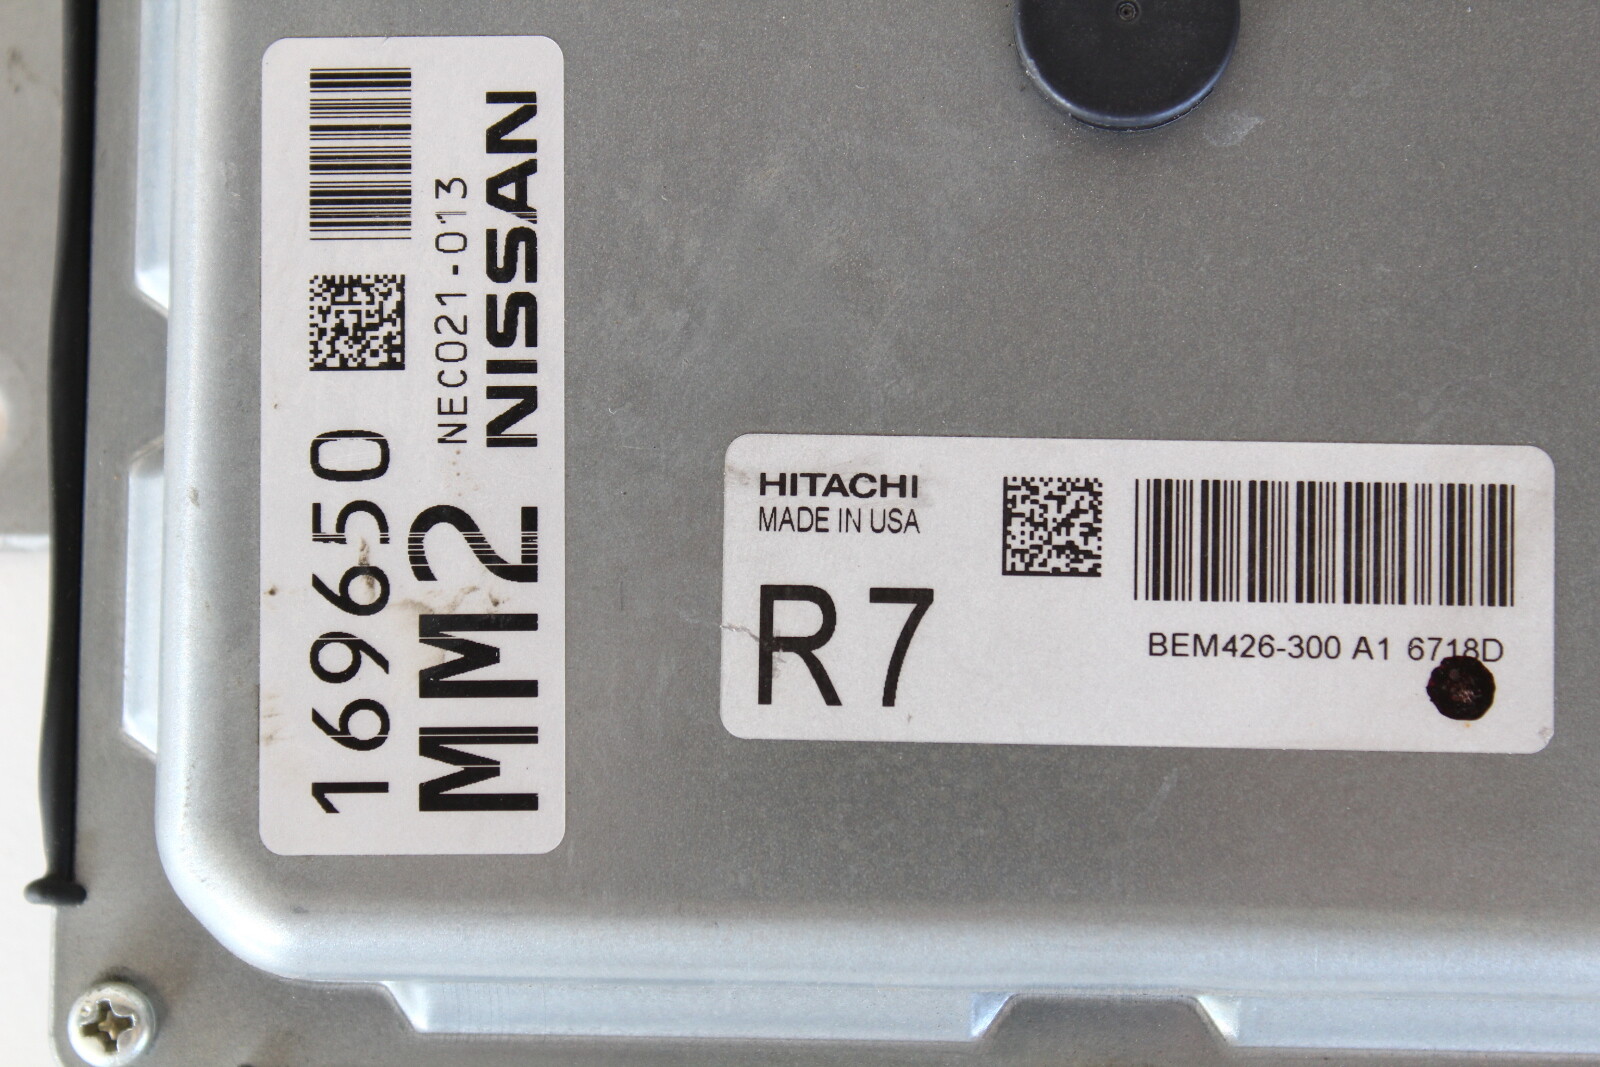 169650
MM2
NEC021-013
NISSAN
HITACHI
MADE IN USA
R7
BEM426-300 A1 6718D